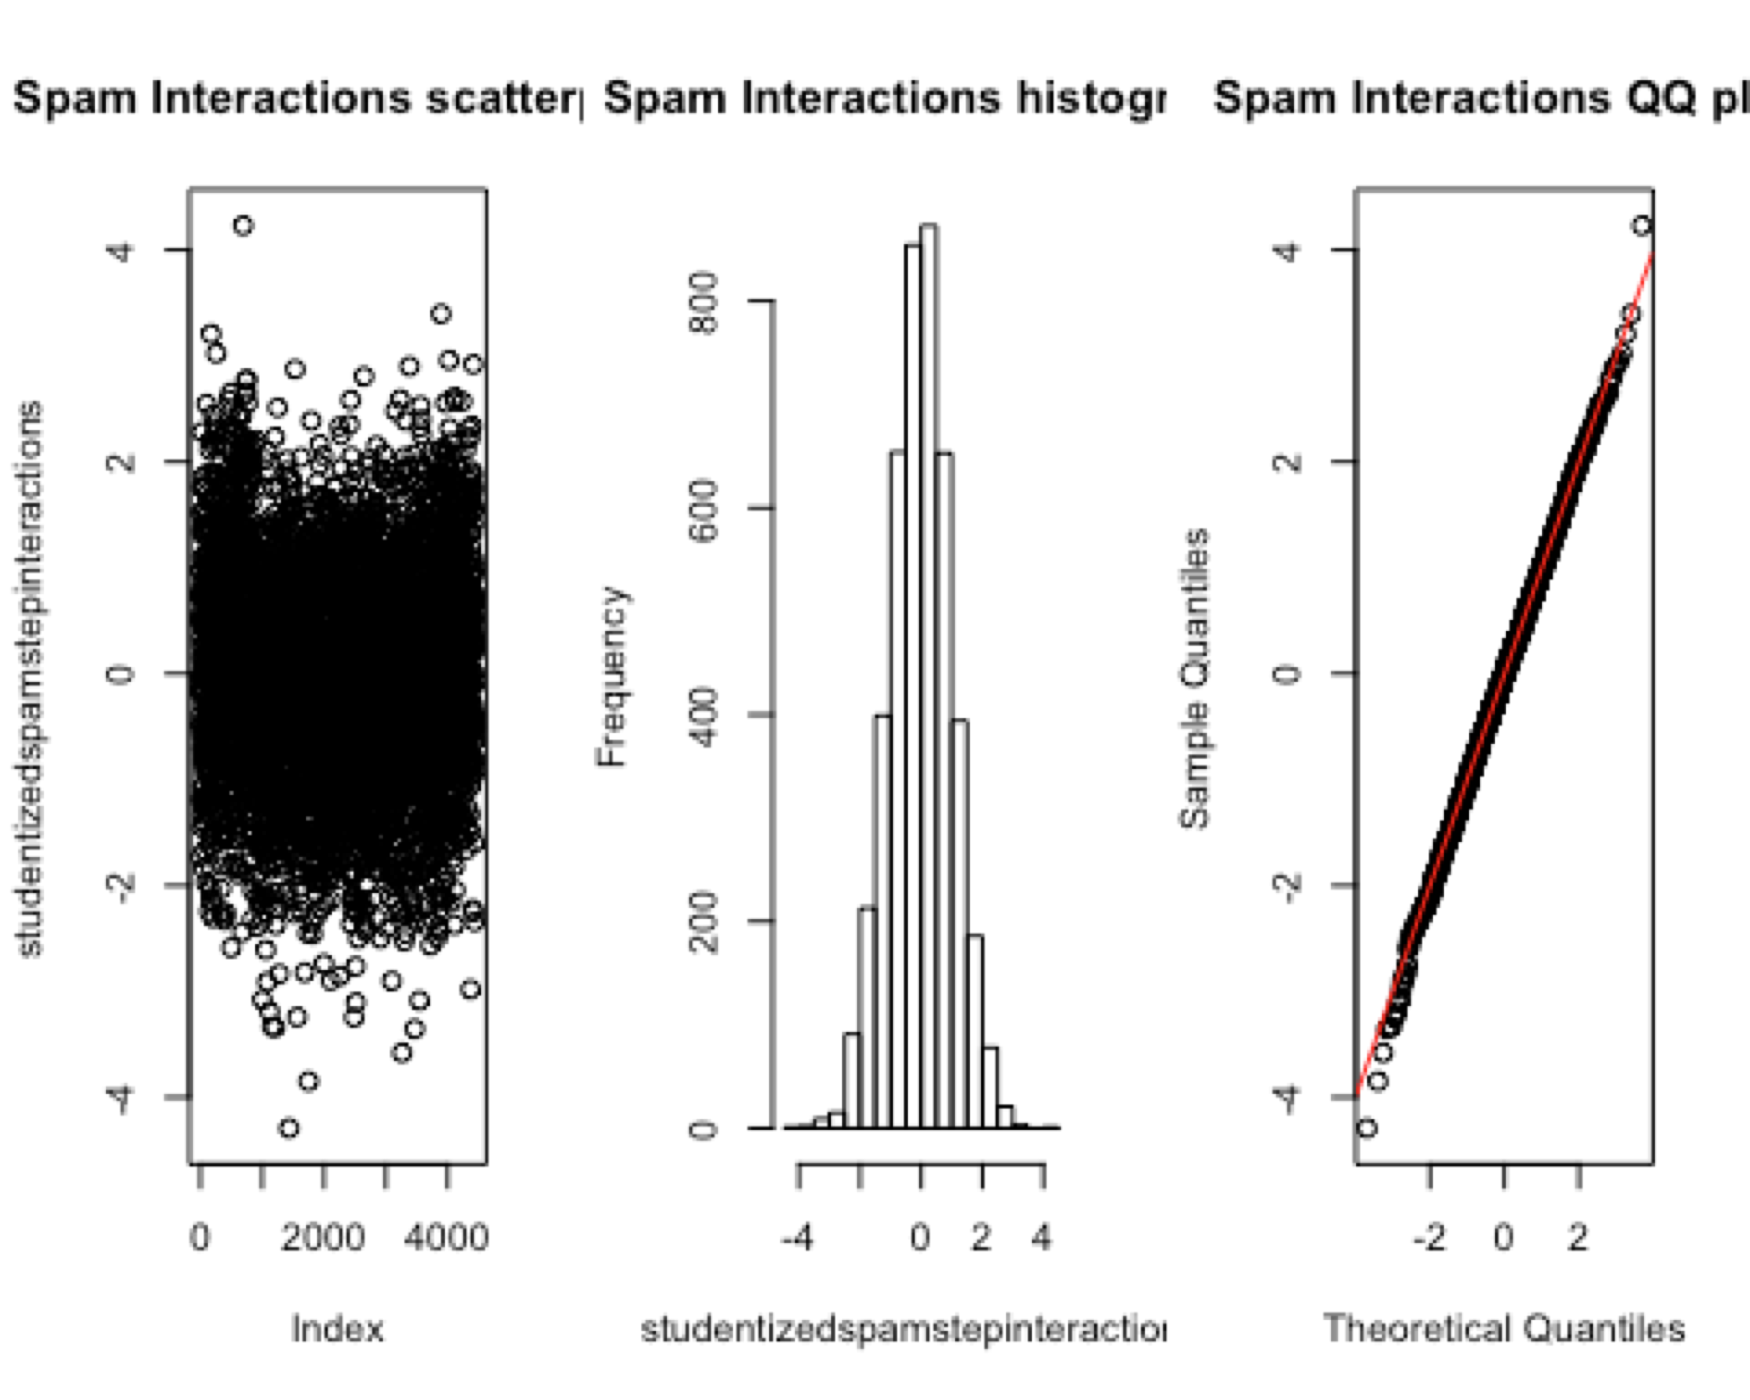 Spam Interactions scatterp
Spam Interactions histogr
Spam Interactions QQ pl
studentizedspamstepinteractions
4
2
0
-2
-4
0 2000 4000
Index
Frequency
800
600
400
200
0
-4 0 2 4
studentizedspamstepinteraction
Sample Quantiles
4
2
0
-2
-4
-2 0 2
Theoretical Quantiles